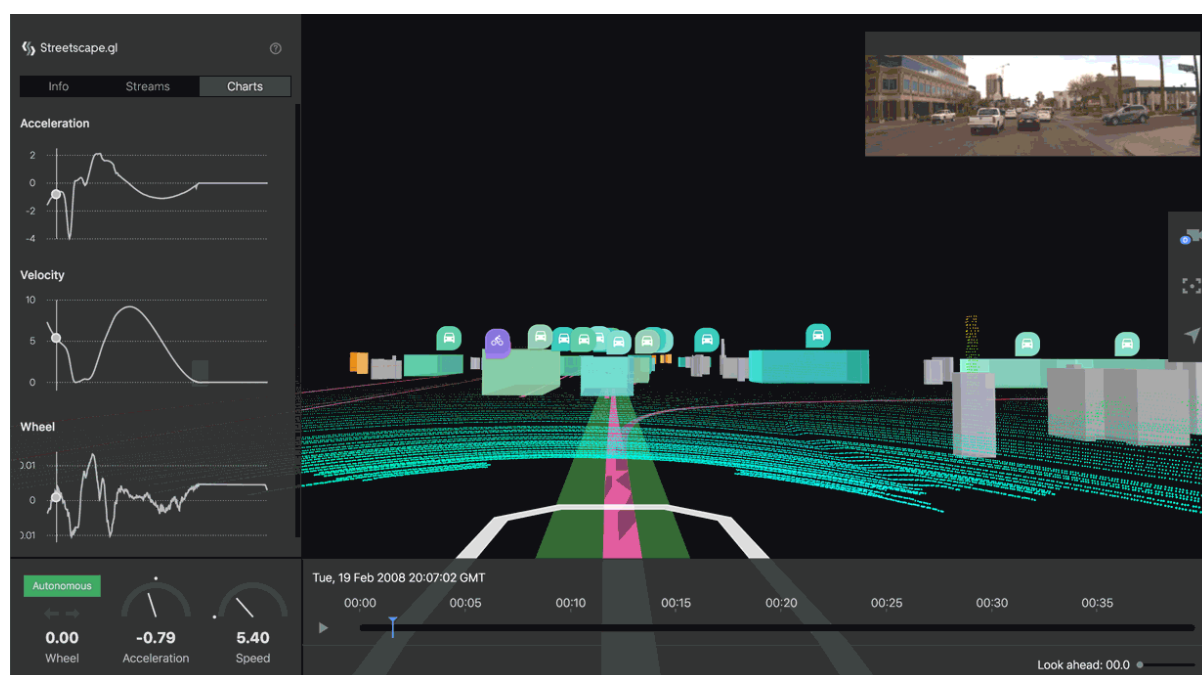 Streetscape.gl
Info Streams Charts
Acceleration
2
0
-2
-4
Velocity
10
5
0
Wheel
0.01
0
0.01
Autonomous
0.00 -0.79 5.40
Wheel Acceleration Speed
Tue, 19 Feb 2008 20:07:02 GMT
00:00 00:05 00:10 00:15 00:20 00:25 00:30 00:35
Look ahead: 00.0